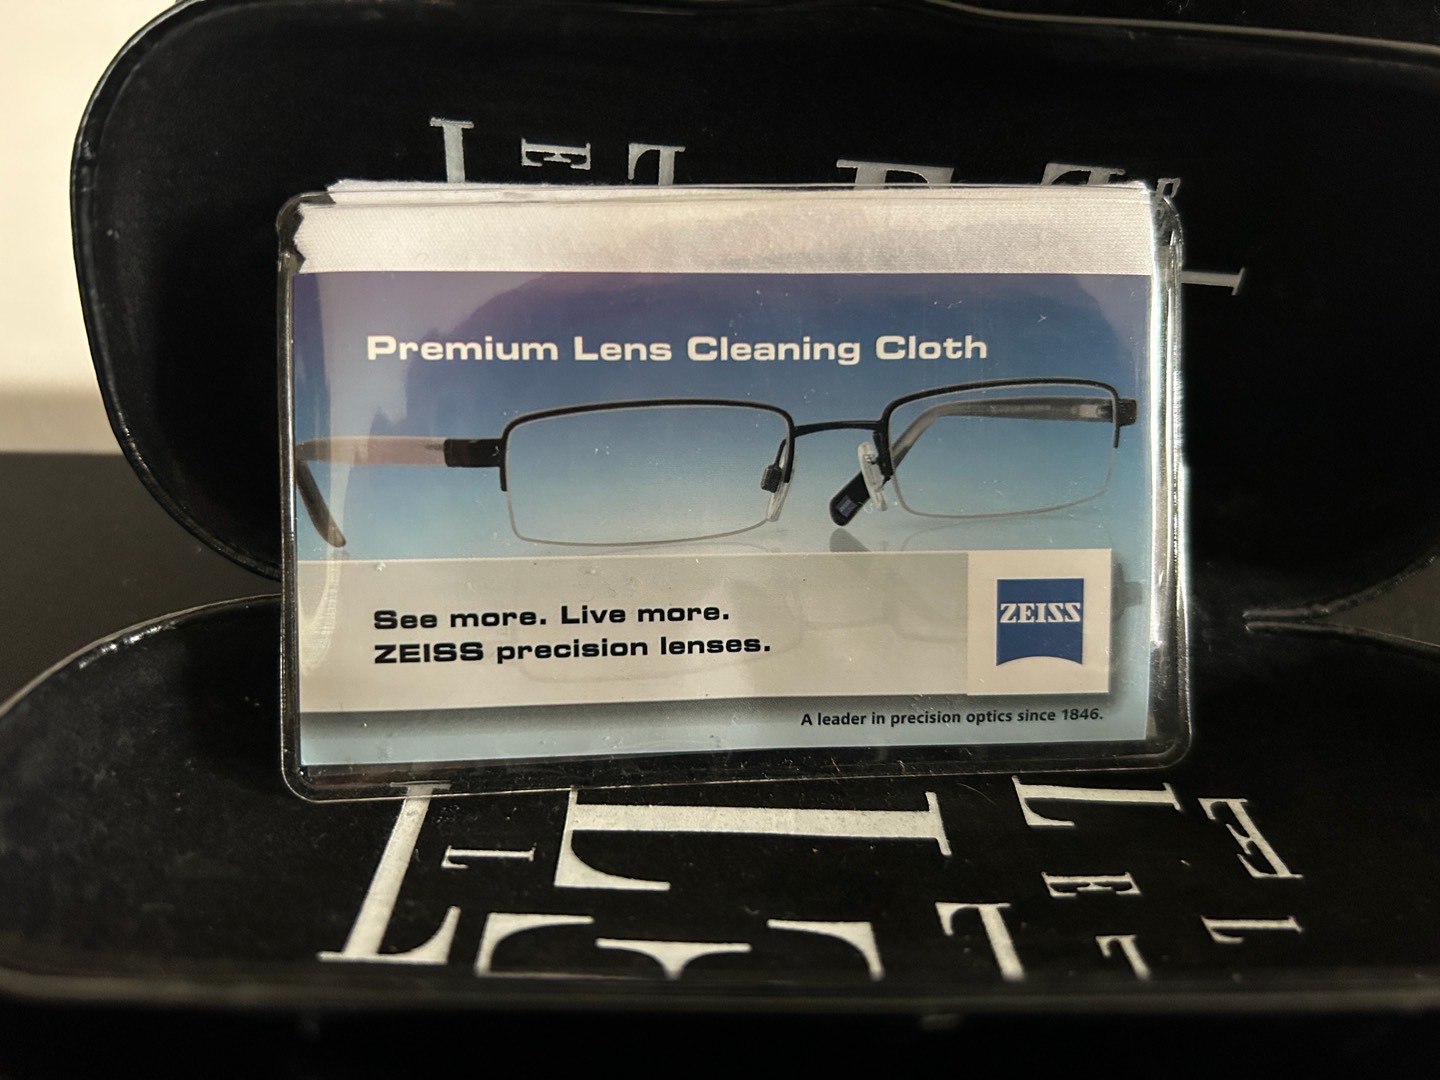 Premium Lens Cleaning Cloth
See more. Live more.
ZEISS precision lenses.
ZEISS
A leader in precision optics since 1846.